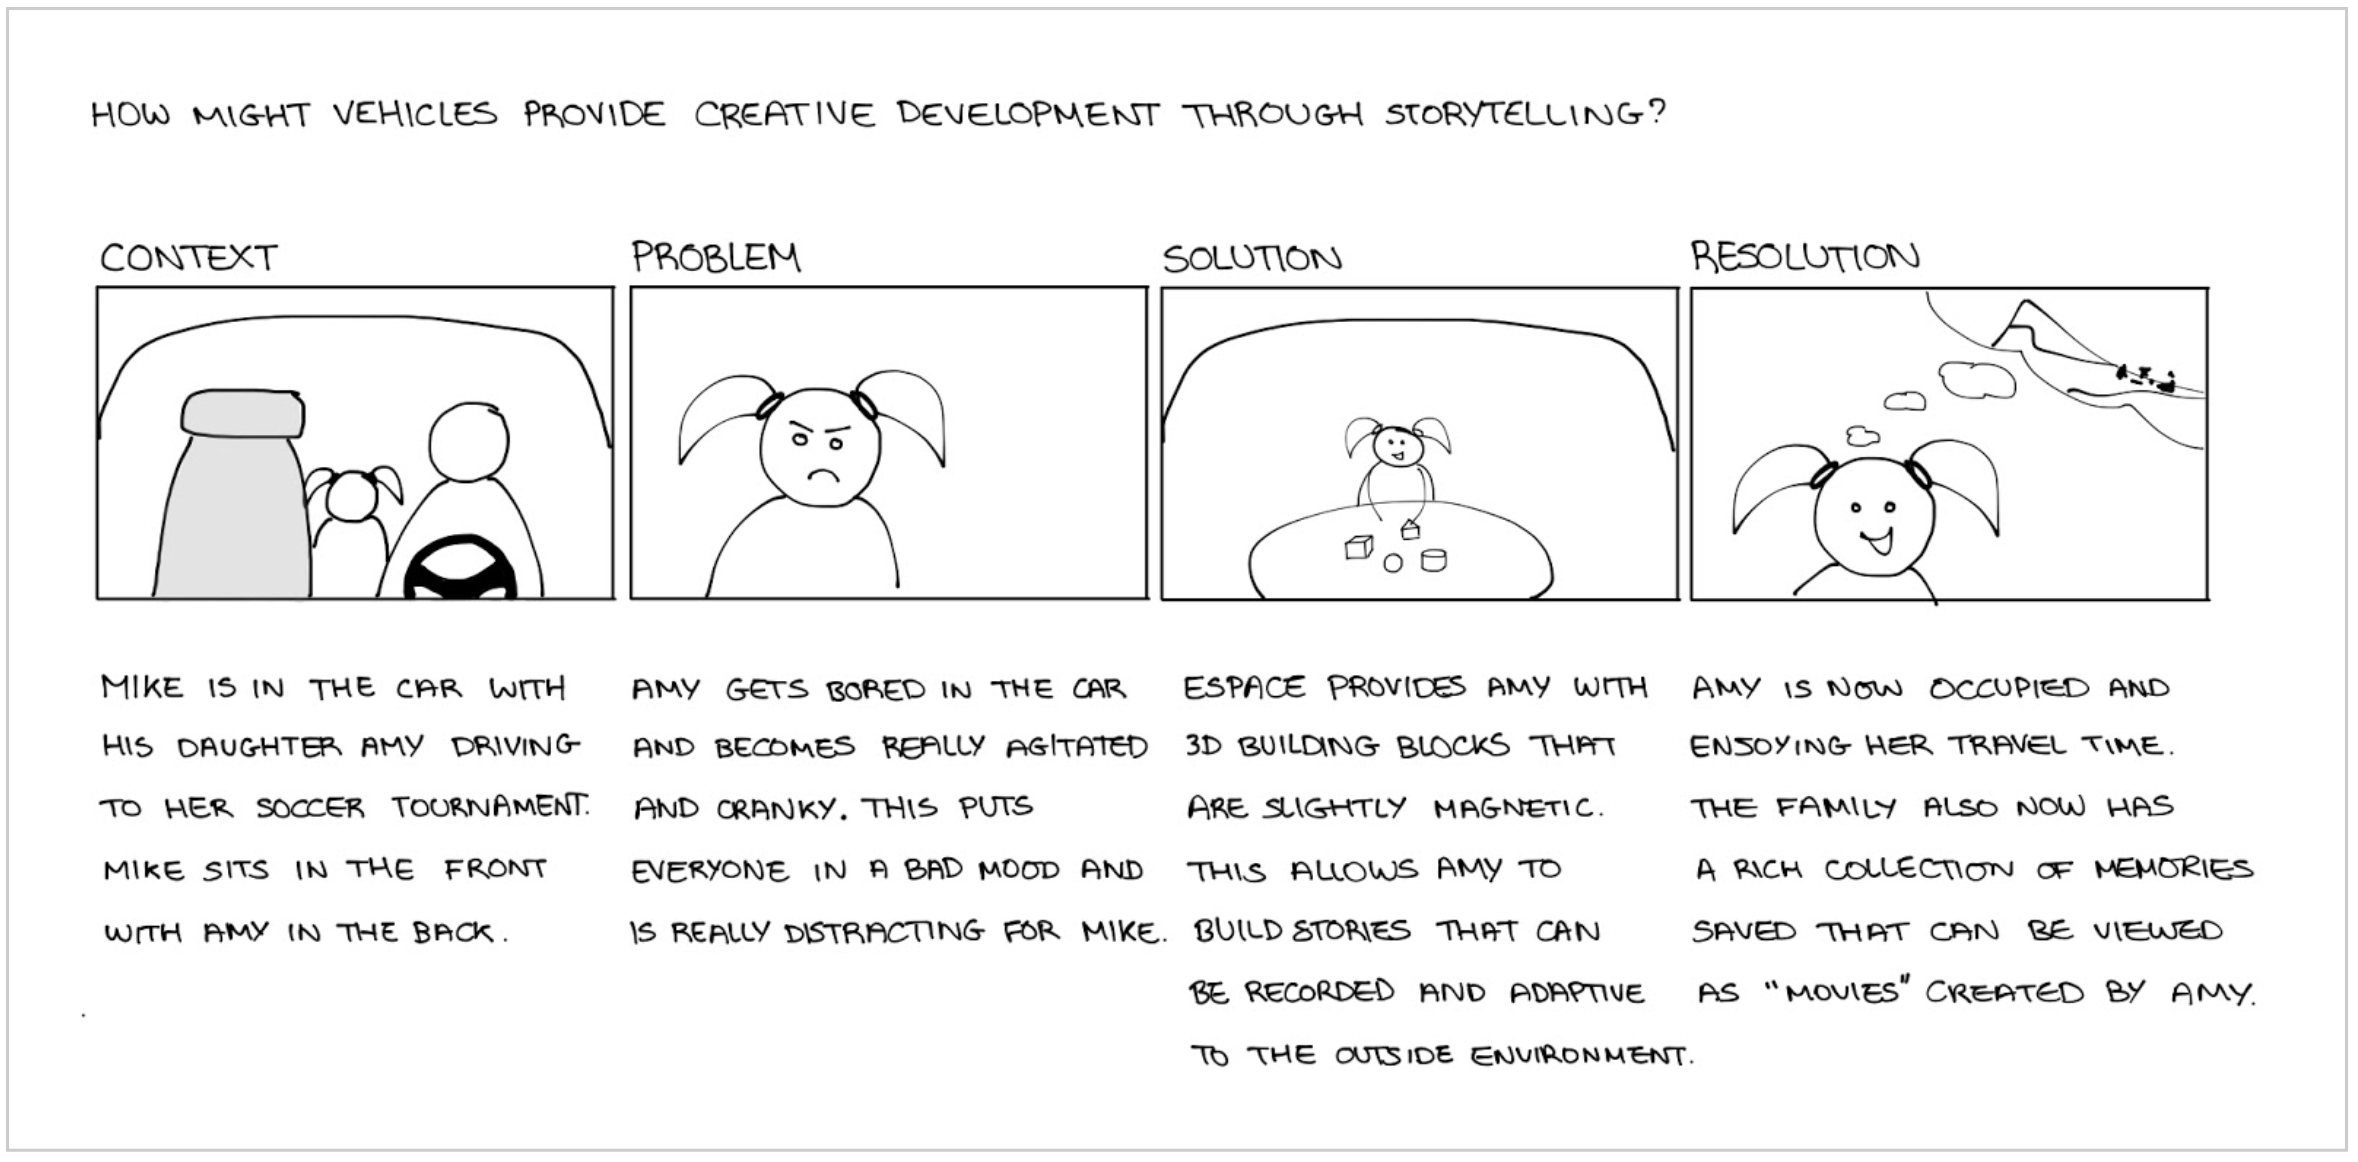 HOW MIGHT VEHICLES PROVIDE CREATIVE DEVELOPMENT THROUGH STORYTELLING?
CONTEXT
MIKE IS IN THE CAR WITH
HIS DAUGHTER AMY DRIVING
TO HER SOCCER TOURNAMENT.
MIKE SITS IN THE FRONT
WITH AMY IN THE BACK.
PROBLEM
AMY GETS BORED IN THE CAR
AND BECOMES REALLY AGITATED
AND CRANKY. THIS PUTS
EVERYONE IN A BAD MOOD AND
IS REALLY DISTRACTING FOR MIKE.
SOLUTION
ESPACE PROVIDES AMY WITH
3D BUILDING BLOCKS THAT
ARE SLIGHTLY MAGNETIC.
THIS ALLOWS AMY TO
BUILD STORIES THAT CAN
BE RECORDED AND ADAPTIVE
TO THE OUTSIDE ENVIRONMENT.
RESOLUTION
AMY IS NOW OCCUPIED AND
ENJOYING HER TRAVEL TIME.
THE FAMILY ALSO NOW HAS
A RICH COLLECTION OF MEMORIES
SAVED THAT CAN BE VIEWED
AS "MOVIES" CREATED BY AMY.